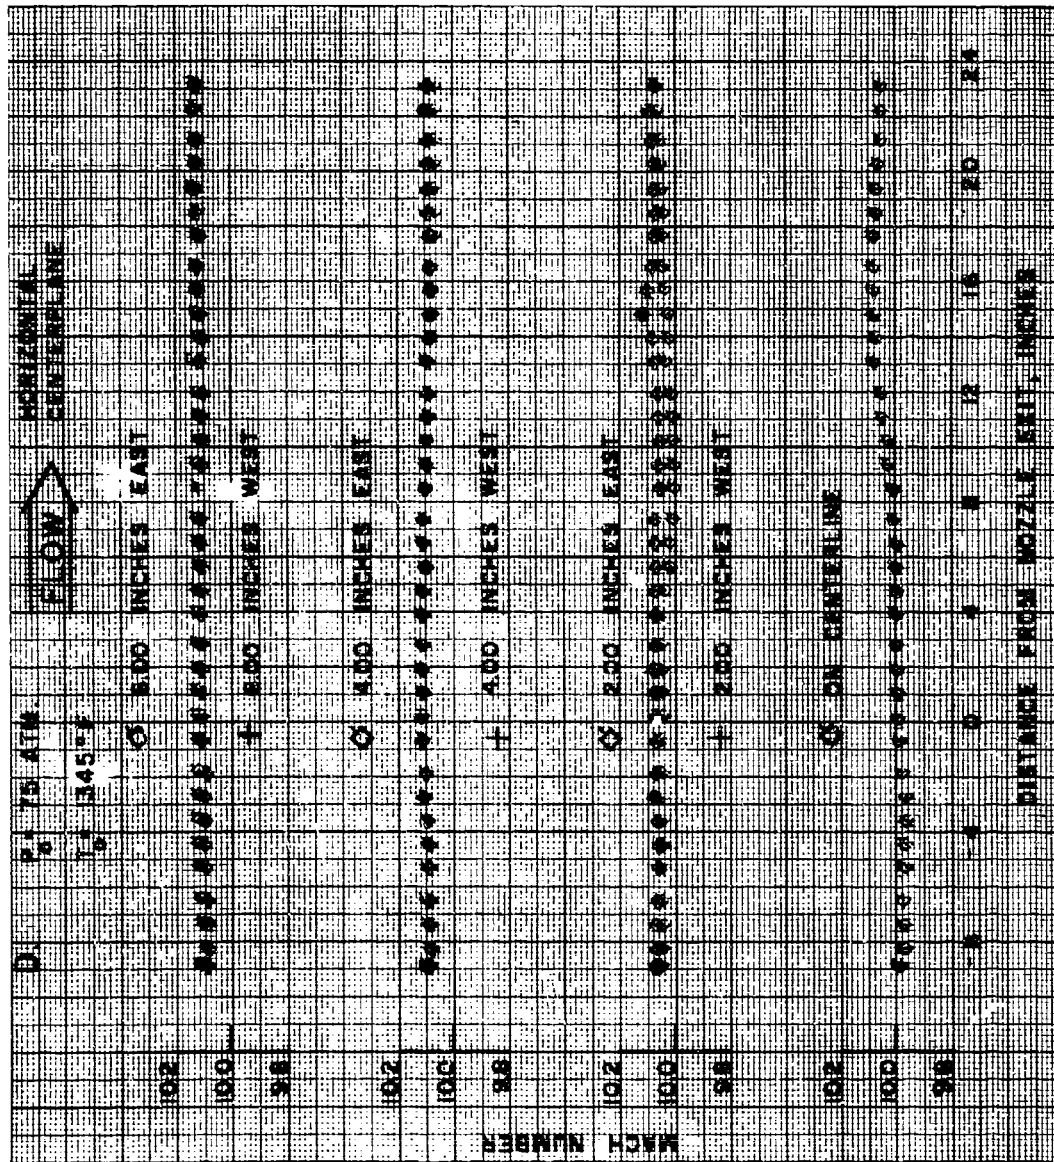 D.
P₀ = 75 ATM.
T₀ = 1345°F
FLOW
HORIZONTAL
CENTERPLANE
6.00 INCHES EAST
6.00 INCHES WEST
4.00 INCHES EAST
4.00 INCHES WEST
2.00 INCHES EAST
2.00 INCHES WEST
ON CENTERLINE
MACH NUMBER
10.2
10.0
9.8
10.2
10.0
9.8
10.2
10.0
9.8
10.2
10.0
9.8
-8 -4 0 4 8 12 16 20 24
DISTANCE FROM NOZZLE EXIT, INCHES